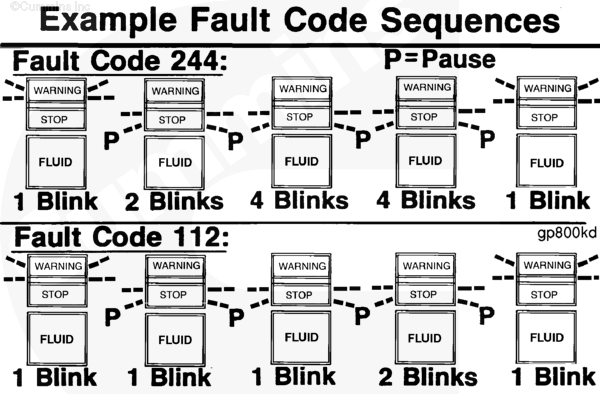 ©Cummins Inc
Example Fault Code Sequences
Fault Code 244: P=Pause
WARNING WARNING WARNING WARNING WARNING
STOP STOP STOP STOP STOP
P P P P
FLUID FLUID FLUID FLUID FLUID
1 Blink 2 Blinks 4 Blinks 4 Blinks 1 Blink
Fault Code 112: gp800kd
WARNING WARNING WARNING WARNING WARNING
STOP STOP STOP STOP STOP
P P P P
FLUID FLUID FLUID FLUID FLUID
1 Blink 1 Blink 1 Blink 2 Blinks 1 Blink